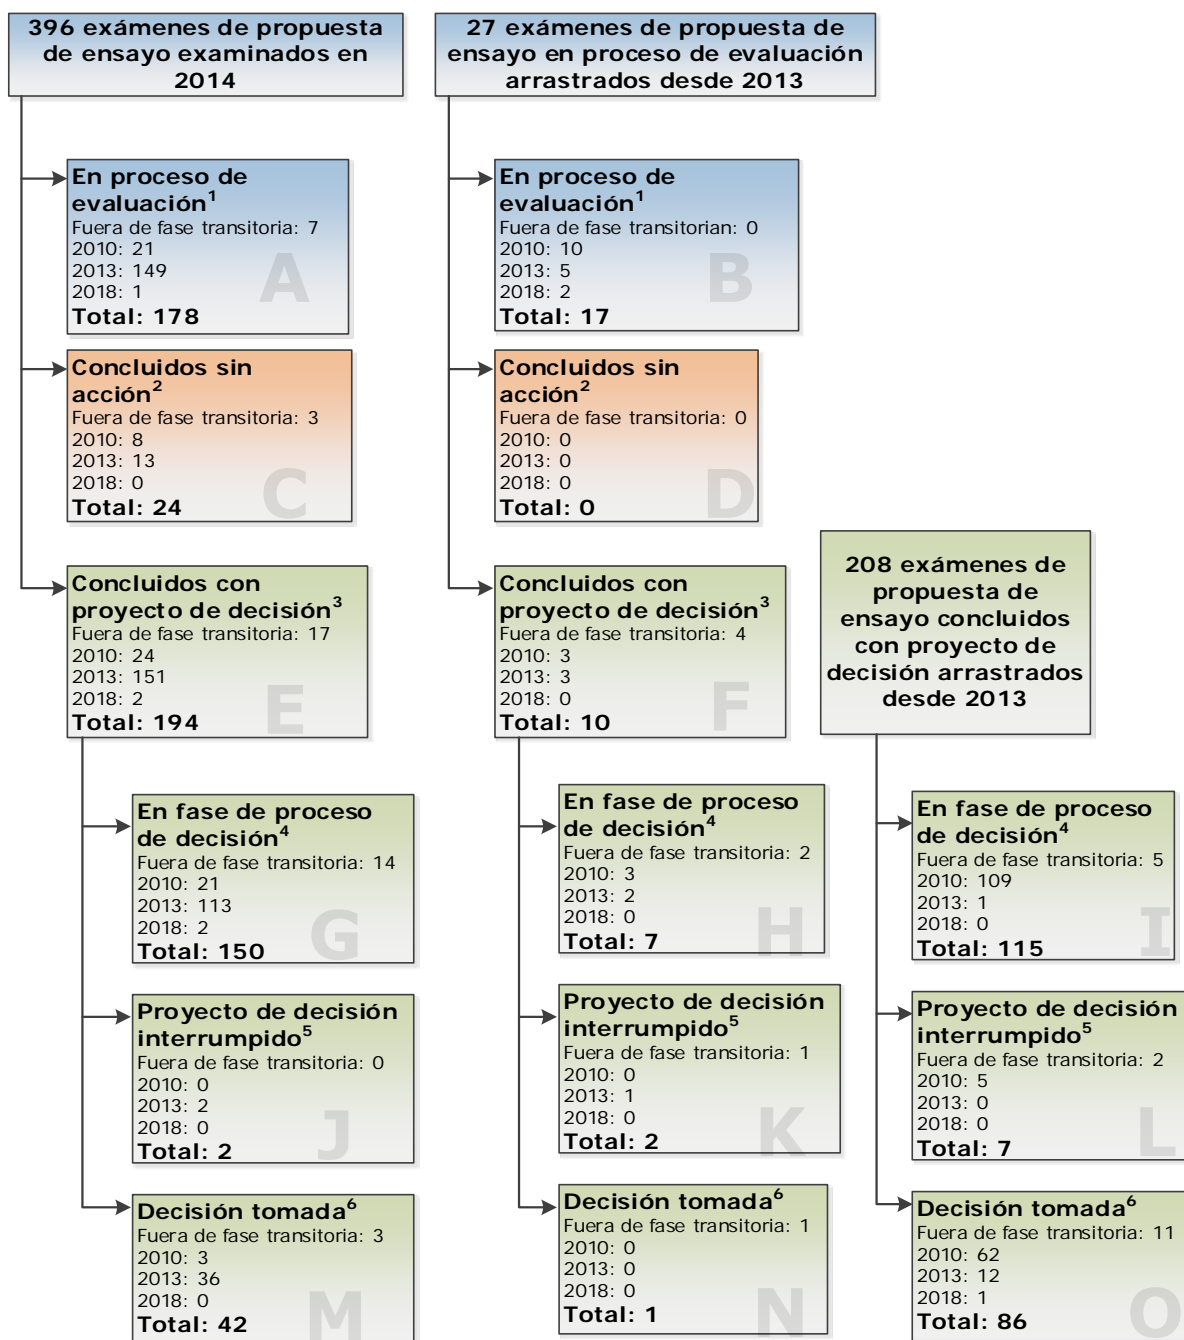 396 exámenes de propuesta
de ensayo examinados en
2014
27 exámenes de propuesta de
ensayo en proceso de evaluación
arrastrados desde 2013
En proceso de
evaluación¹
Fuera de fase transitoria: 7
2010: 21
2013: 149
2018: 1
Total: 178
A
En proceso de
evaluación¹
Fuera de fase transitorian: 0
2010: 10
2013: 5
2018: 2
Total: 17
B
Concluidos sin
acción²
Fuera de fase transitoria: 3
2010: 8
2013: 13
2018: 0
Total: 24
C
Concluidos sin
acción²
Fuera de fase transitoria: 0
2010: 0
2013: 0
2018: 0
Total: 0
D
Concluidos con
proyecto de decisión³
Fuera de fase transitoria: 17
2010: 24
2013: 151
2018: 2
Total: 194
E
Concluidos con
proyecto de decisión³
Fuera de fase transitoria: 4
2010: 3
2013: 3
2018: 0
Total: 10
F
208 exámenes de
propuesta de
ensayo concluidos
con proyecto de
decisión arrastrados
desde 2013
En fase de proceso
de decisión⁴
Fuera de fase transitoria: 14
2010: 21
2013: 113
2018: 2
Total: 150
G
En fase de proceso
de decisión⁴
Fuera de fase transitoria: 2
2010: 3
2013: 2
2018: 0
Total: 7
H
En fase de proceso
de decisión⁴
Fuera de fase transitoria: 5
2010: 109
2013: 1
2018: 0
Total: 115
I
Proyecto de decisión
interrumpido⁵
Fuera de fase transitoria: 0
2010: 0
2013: 2
2018: 0
Total: 2
J
Proyecto de decisión
interrumpido⁵
Fuera de fase transitoria: 1
2010: 0
2013: 1
2018: 0
Total: 2
K
Proyecto de decisión
interrumpido⁵
Fuera de fase transitoria: 2
2010: 5
2013: 0
2018: 0
Total: 7
L
Decisión tomada⁶
Fuera de fase transitoria: 3
2010: 3
2013: 36
2018: 0
Total: 42
M
Decisión tomada⁶
Fuera de fase transitoria: 1
2010: 0
2013: 0
2018: 0
Total: 1
N
Decisión tomada⁶
Fuera de fase transitoria: 11
2010: 62
2013: 12
2018: 1
Total: 86
O